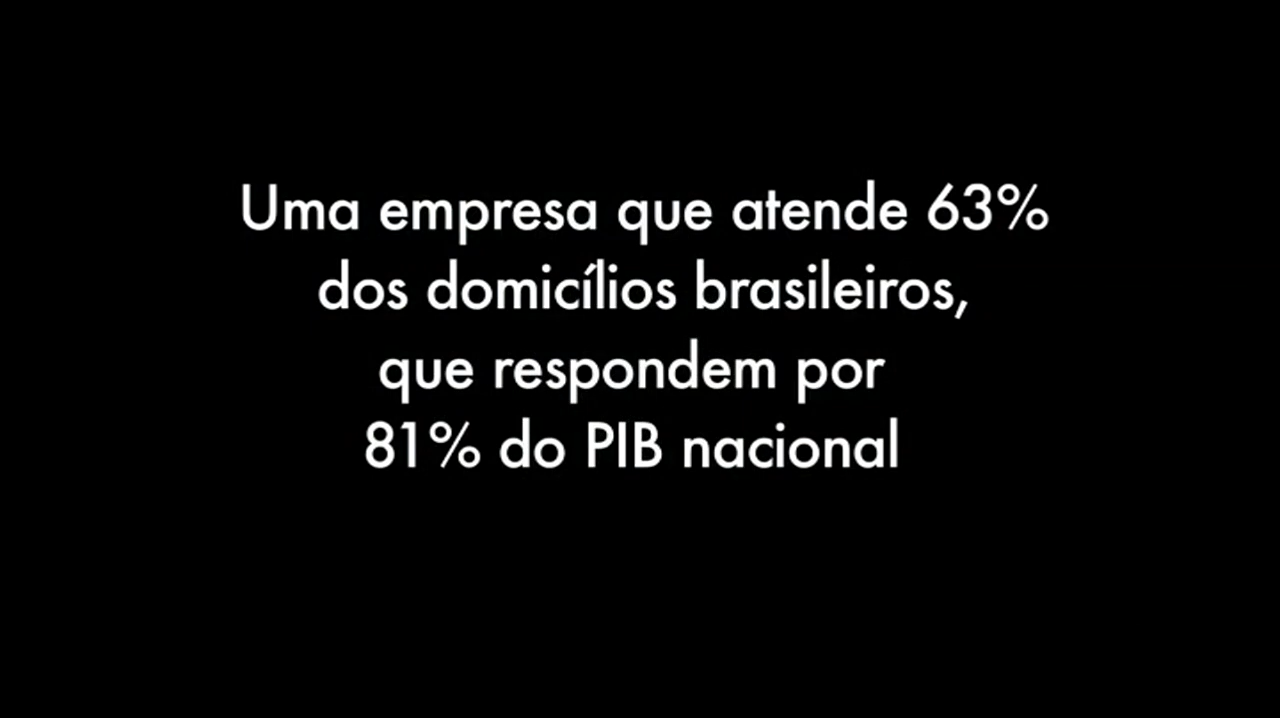 Uma empresa que atende 63%
dos domicílios brasileiros,
que respondem por
81% do PIB nacional